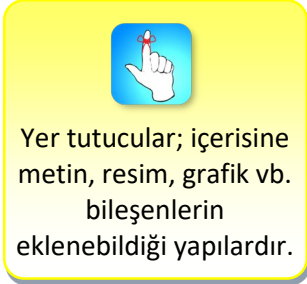 Yer tutucular; içerisine
metin, resim, grafik vb.
bileşenlerin
eklenebildiği yapılardır.